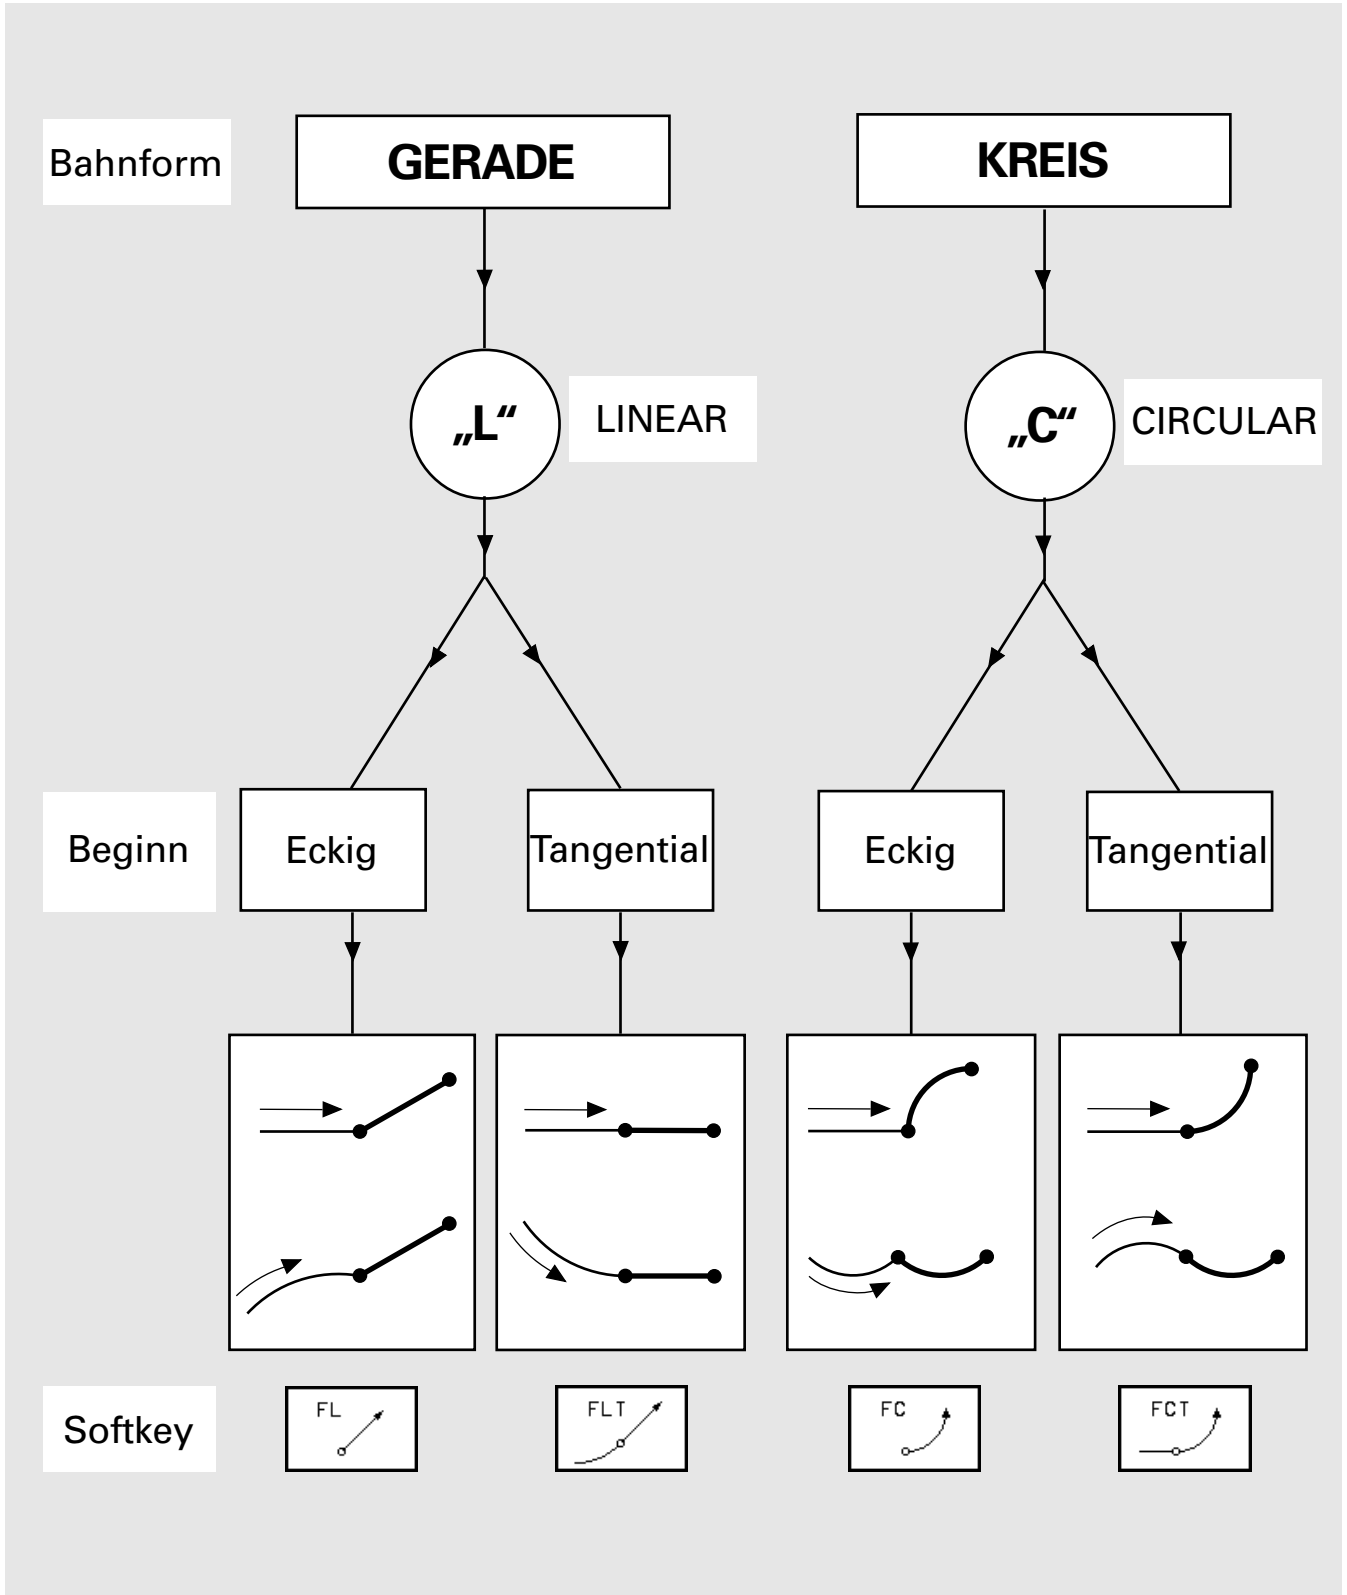 Bahnform
GERADE
KREIS
„L“
LINEAR
„C“
CIRCULAR
Beginn
Eckig
Tangential
Eckig
Tangential
Softkey
FL
FLT
FC
FCT